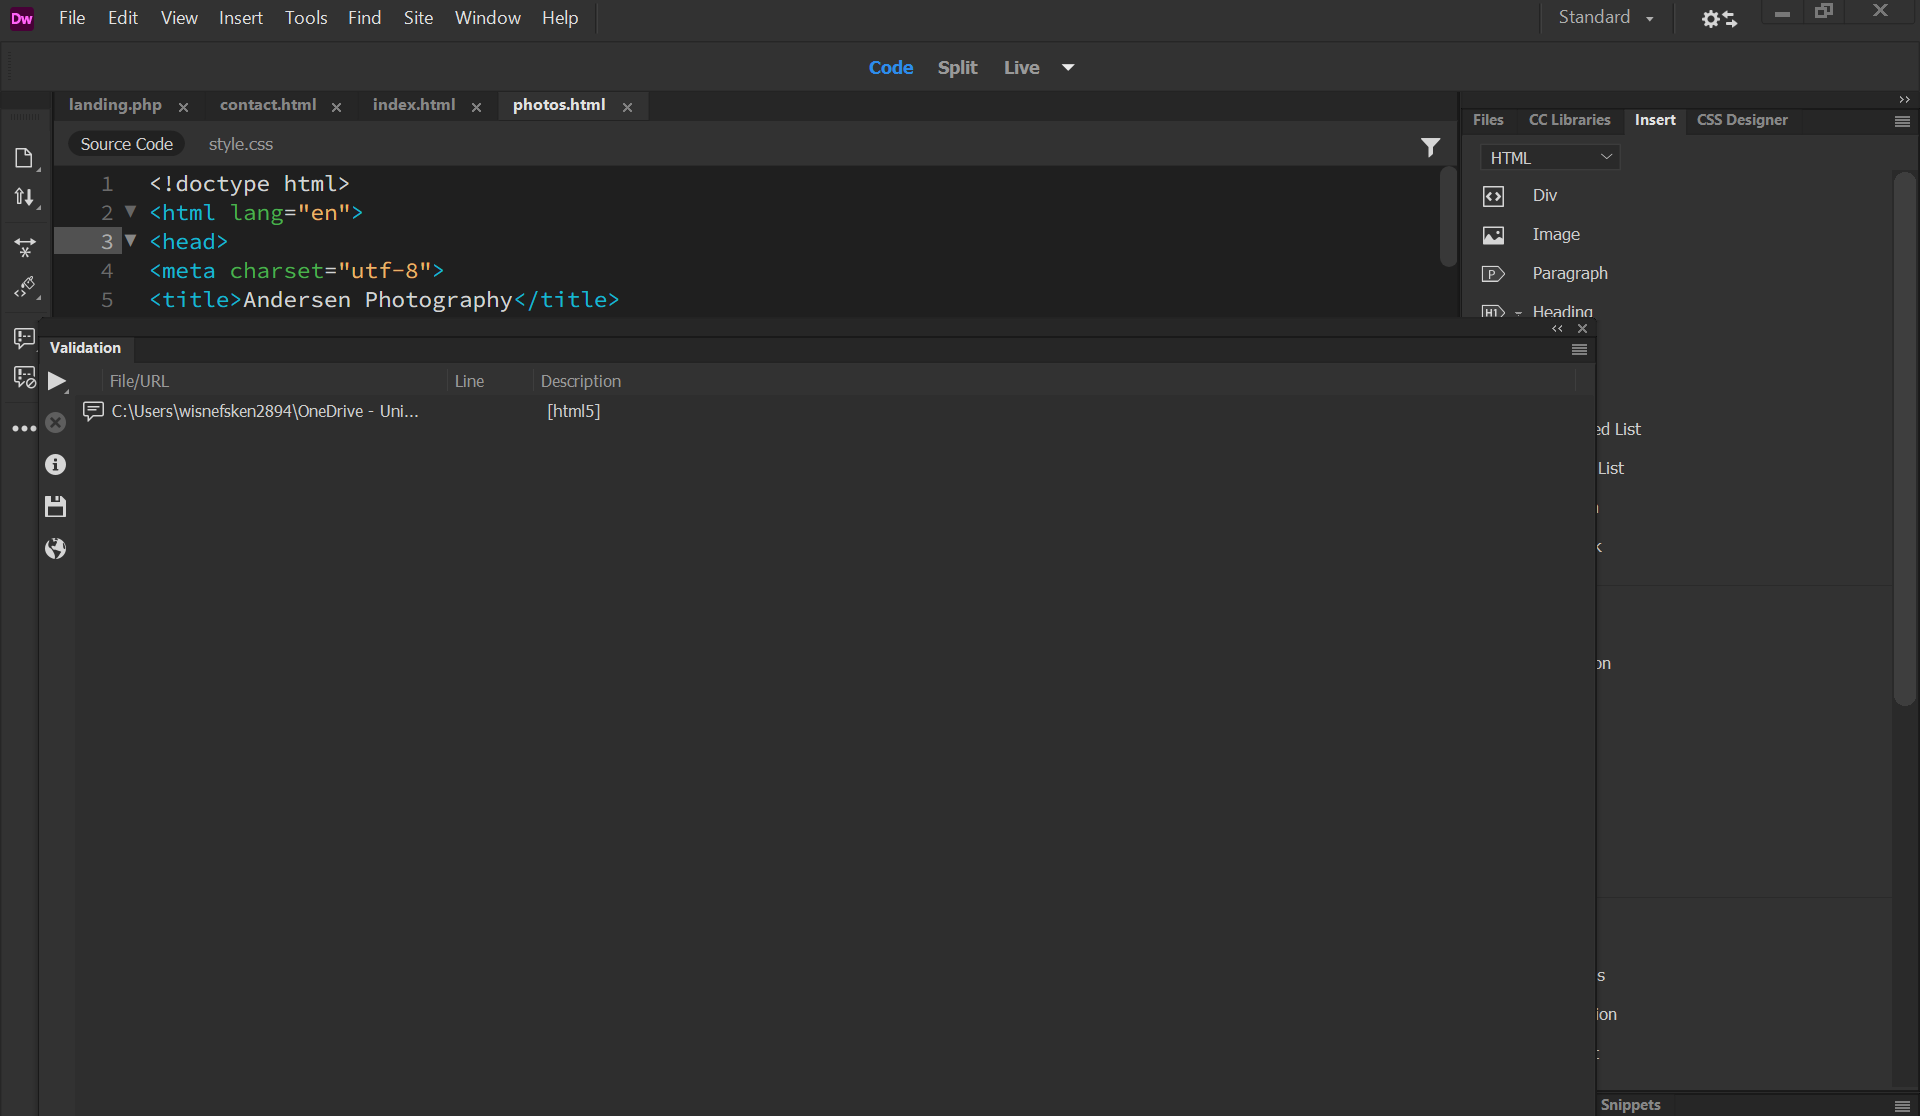 Dw File Edit View Insert Tools Find Site Window Help Standard
Code Split Live
landing.php contact.html index.html photos.html
Files CC Libraries Insert CSS Designer
Source Code style.css
HTML
1 <!doctype html>
2 <html lang="en">
3 <head>
4 <meta charset="utf-8">
5 <title>Andersen Photography</title>
Div
Image
P Paragraph
H1 Heading
ed List
List
k
on
s
ion
Validation
File/URL Line Description
C:\Users\wisnefsken2894\OneDrive - Uni... [html5]
Snippets